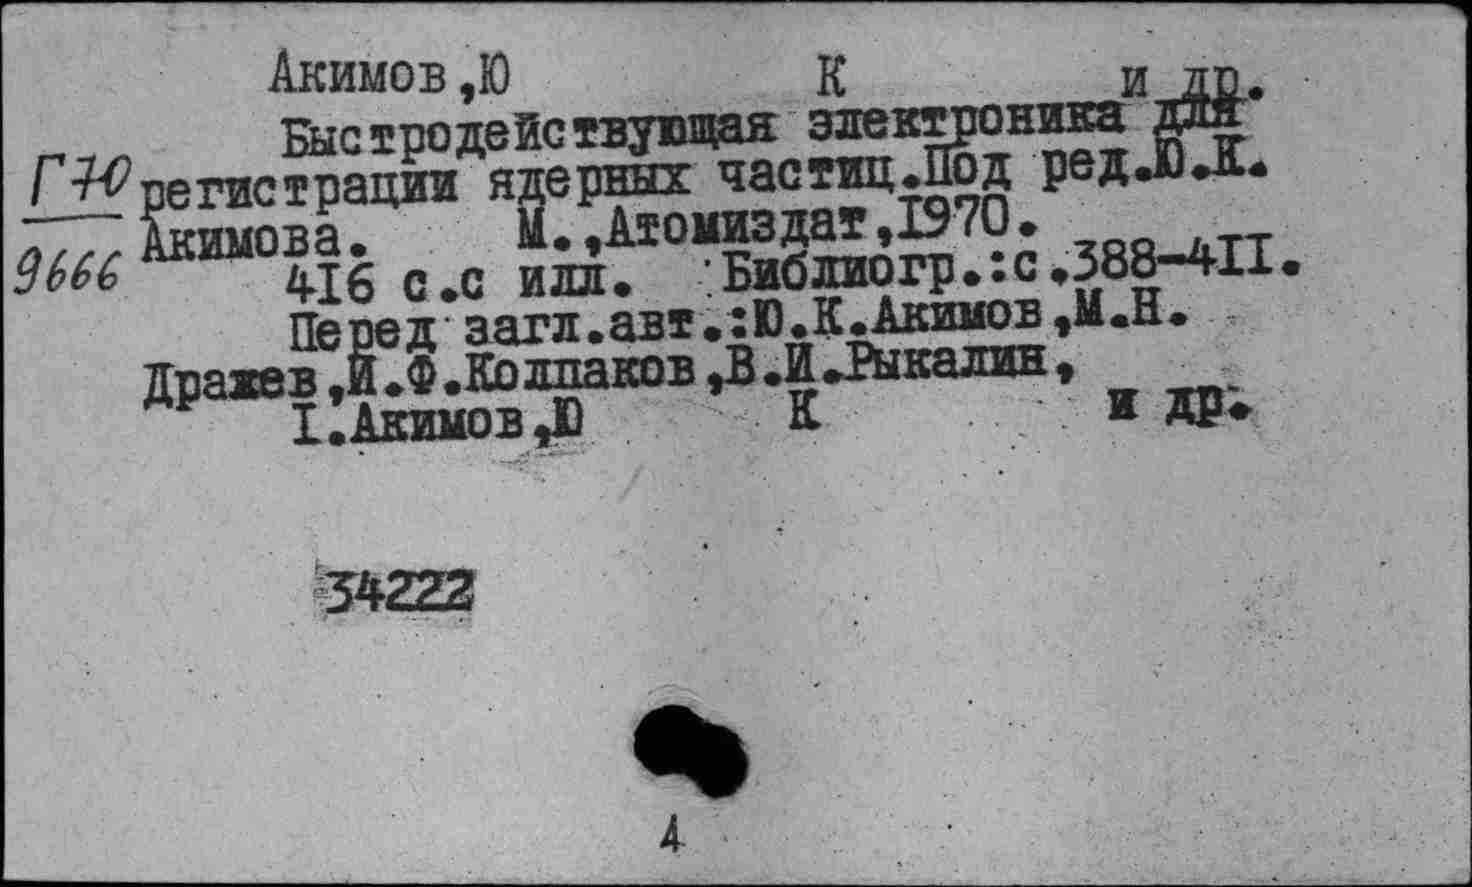 Акимов,Ю К и др.
Быстродействующая электроника для
Г70 регистрации ядерных частиц.Под ред.Ю.К.
Акимова. М.,Атомиздат,1970.
9666
416 с.с илл. Библиогр.:с.388-411.
Перед загл.авт.:Ю.К.Акимов,М.Н.
Дражев,И.Ф.Колпаков,В.И.Рыкалин,
1.Акимов,Ю К и др.
34222
4